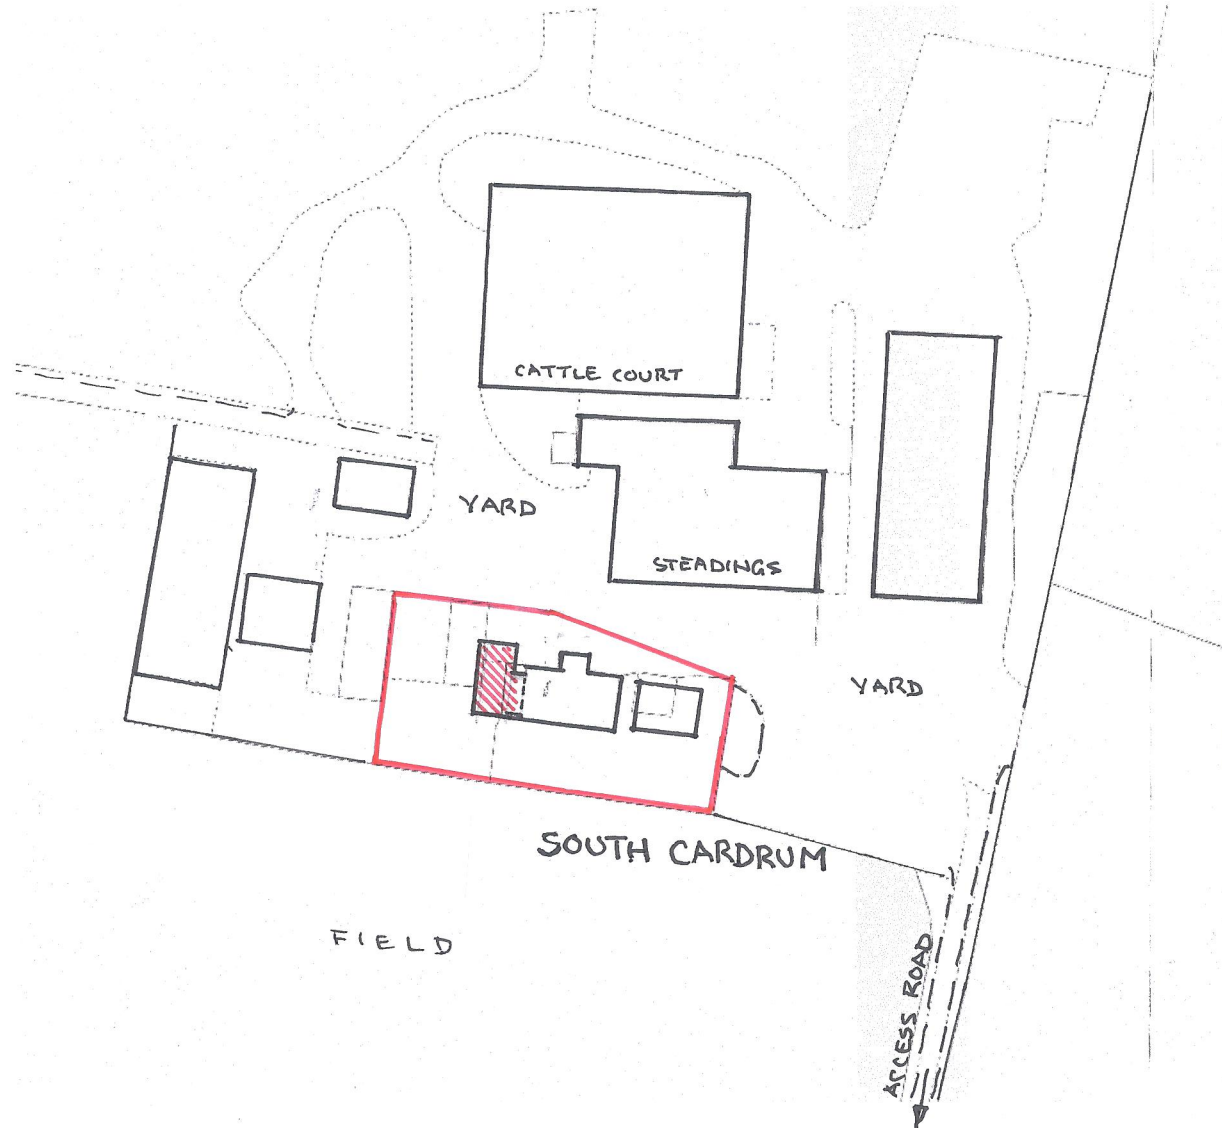 CATTLE COURT
YARD
STEADINGS
YARD
SOUTH CARDRUM
FIELD
ACCESS ROAD